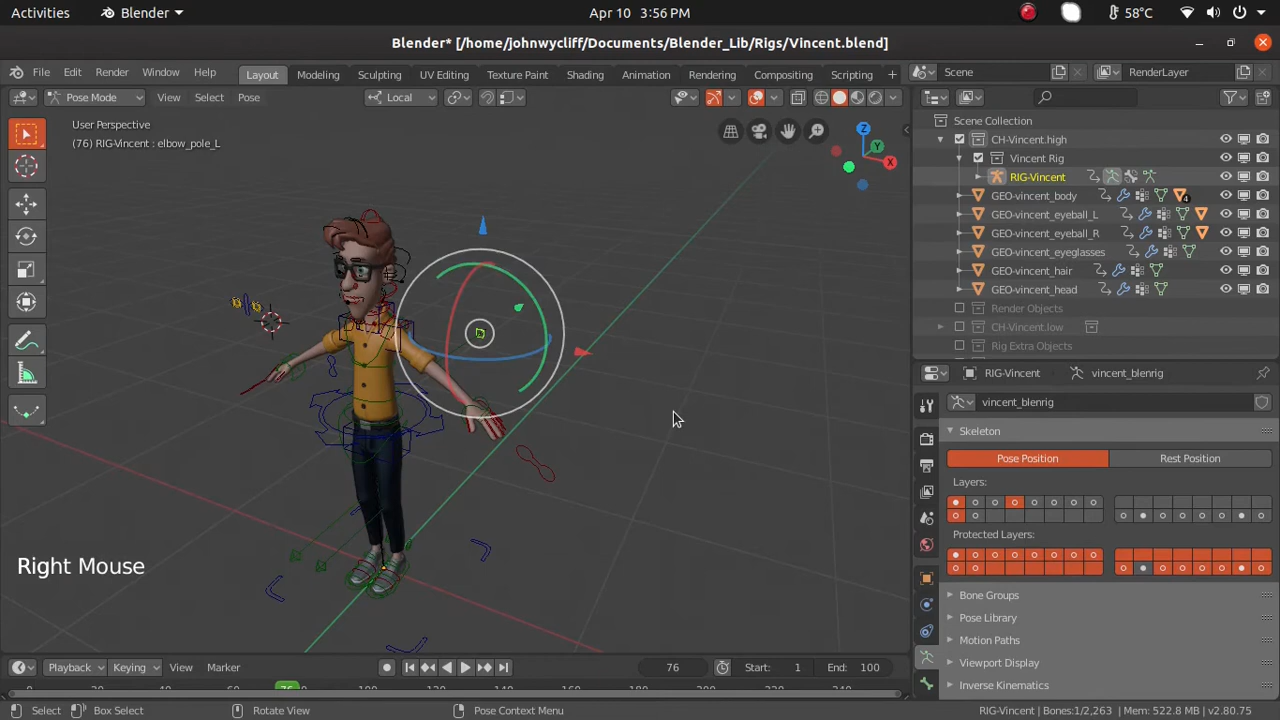 Activities Blender Apr 10 3:56 PM 58°C
Blender* [/home/johnwycliff/Documents/Blender_Lib/Rigs/Vincent.blend]
File Edit Render Window Help Layout Modeling Sculpting UV Editing Texture Paint Shading Animation Rendering Compositing Scripting + Scene RenderLayer
Pose Mode View Select Pose Local
User Perspective
(76) RIG-Vincent : elbow_pole_L
Z
Y
X
Scene Collection
CH-Vincent.high
Vincent Rig
RIG-Vincent
GEO-vincent_body 4
GEO-vincent_eyeball_L
GEO-vincent_eyeball_R
GEO-vincent_eyeglasses
GEO-vincent_hair
GEO-vincent_head
Render Objects
CH-Vincent.low
Rig Extra Objects
RIG-Vincent vincent_blenrig
vincent_blenrig
Skeleton
Pose Position Rest Position
Layers:
Protected Layers:
Bone Groups
Pose Library
Motion Paths
Viewport Display
Inverse Kinematics
Right Mouse
Playback Keying View Marker 76 Start: 1 End: 100
76
Select Box Select Rotate View Pose Context Menu RIG-Vincent | Bones:1/2,263 | Mem: 522.8 MB | v2.80.75